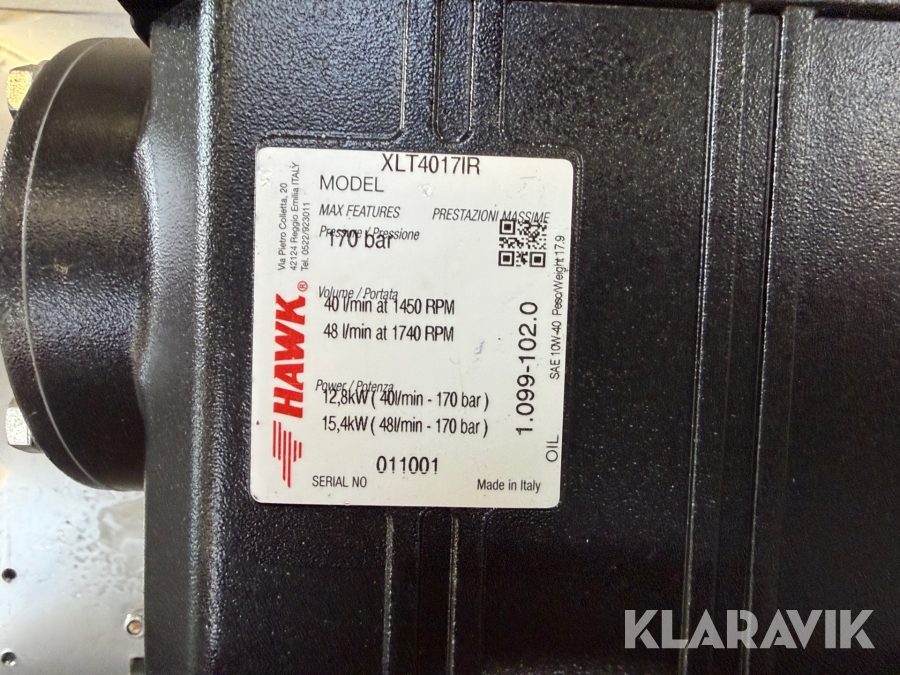 XLT4017IR
MODEL
MAX FEATURES PRESTAZIONI MASSIME
Pressure / Pressione
170 bar
Volume / Portata
40 l/min at 1450 RPM
48 l/min at 1740 RPM
Power / Potenza
12,8kW ( 40l/min - 170 bar )
15,4kW ( 48l/min - 170 bar )
011001
SERIAL NO
Made in Italy
HAWK®
Via Pietro Colletta, 20
42124 Reggio Emilia ITALY
Tel. 0522/923011
1.099-102.0
OIL SAE 10W-40 Peso/Weight 17.9
KLARAVIK